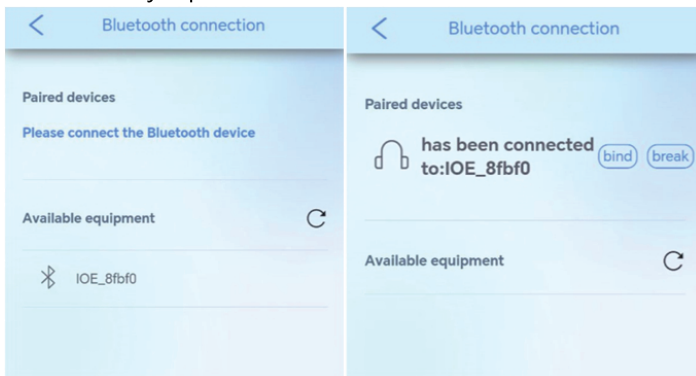 Bluetooth connection
Paired devices
Please connect the Bluetooth device
Available equipment
IOE_8fbf0
Bluetooth connection
Paired devices
has been connected
to:IOE_8fbf0
bind
break
Available equipment